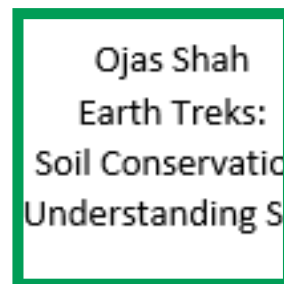 Ojas Shah
Earth Treks:
Soil Conservatio
Understanding S